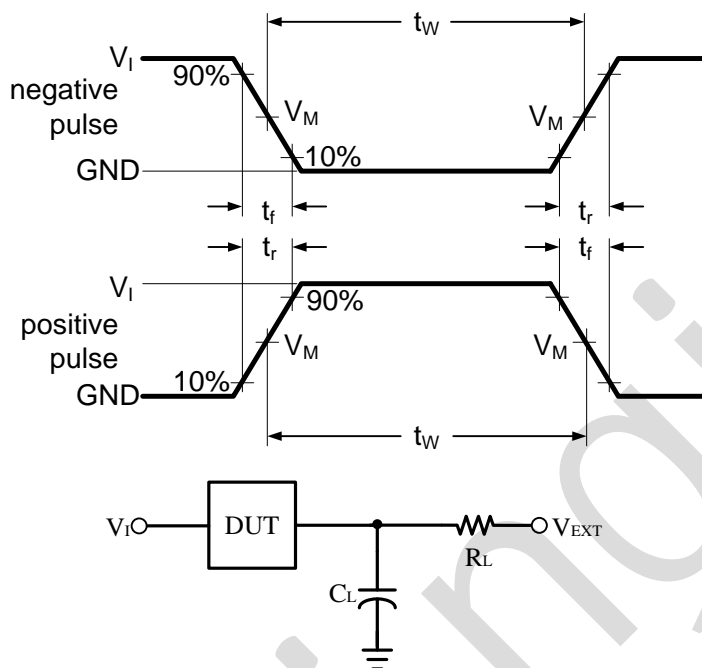 tW
VI
90%
negative
pulse
VM
VM
10%
GND
tf
tr
tr
tf
VI
90%
positive
pulse
VM
VM
10%
GND
tW
VI
DUT
VEXT
RL
CL